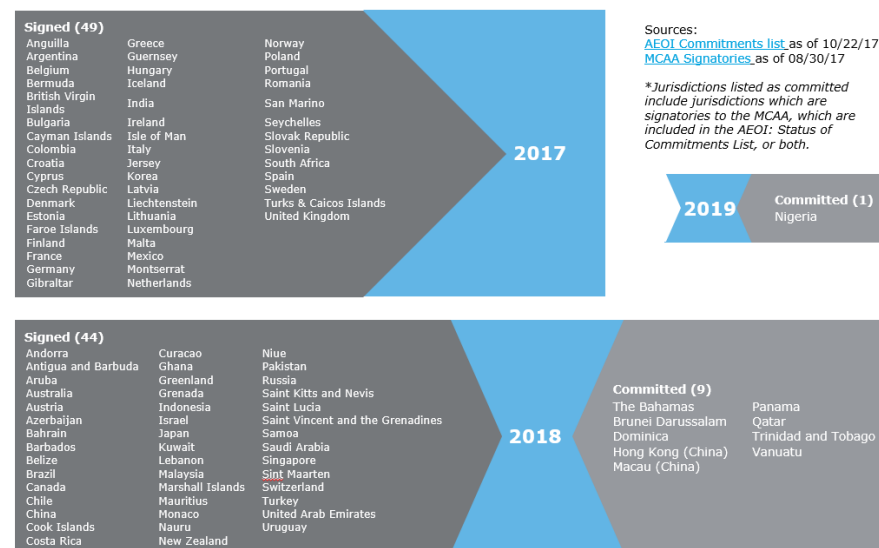 Signed (49)
Anguilla Greece Norway
Argentina Guernsey Poland
Belgium Hungary Portugal
Bermuda Iceland Romania
British Virgin
Islands India San Marino
Bulgaria Ireland Seychelles
Cayman Islands Isle of Man Slovak Republic
Colombia Italy Slovenia
Croatia Jersey South Africa
Cyprus Korea Spain
Czech Republic Latvia Sweden
Denmark Liechtenstein Turks & Caicos Islands
Estonia Lithuania United Kingdom
Faroe Islands Luxembourg
Finland Malta
France Mexico
Germany Montserrat
Gibraltar Netherlands
2017
Sources:
AEOI Commitments list as of 10/22/17
MCAA Signatories as of 08/30/17
*Jurisdictions listed as committed
include jurisdictions which are
signatories to the MCAA, which are
included in the AEOI: Status of
Commitments List, or both.
2019
Committed (1)
Nigeria
Signed (44)
Andorra Curacao Niue
Antigua and Barbuda Ghana Pakistan
Aruba Greenland Russia
Australia Grenada Saint Kitts and Nevis
Austria Indonesia Saint Lucia
Azerbaijan Israel Saint Vincent and the Grenadines
Bahrain Japan Samoa
Barbados Kuwait Saudi Arabia
Belize Lebanon Singapore
Brazil Malaysia Sint Maarten
Canada Marshall Islands Switzerland
Chile Mauritius Turkey
China Monaco United Arab Emirates
Cook Islands Nauru Uruguay
Costa Rica New Zealand
2018
Committed (9)
The Bahamas Panama
Brunei Darussalam Qatar
Dominica Trinidad and Tobago
Hong Kong (China) Vanuatu
Macau (China)